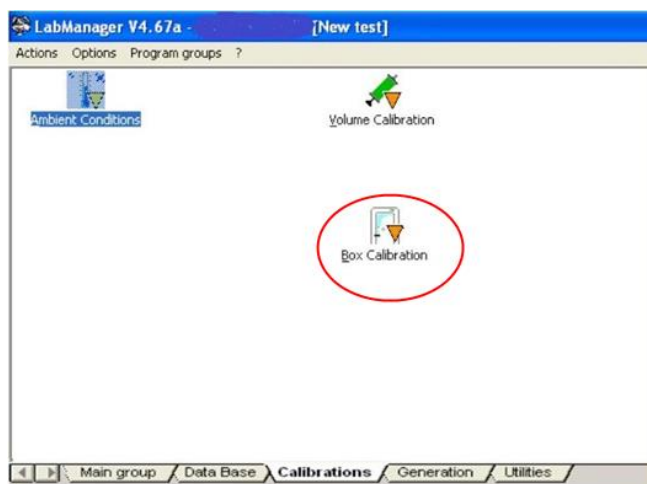 LabManager V4.67a - [New test]
Actions Options Program groups ?
Ambient Conditions
Volume Calibration
Box Calibration
Main group Data Base Calibrations Generation Utilities